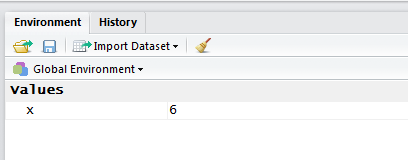 Environment History
Import Dataset
Global Environment
Values
x 6